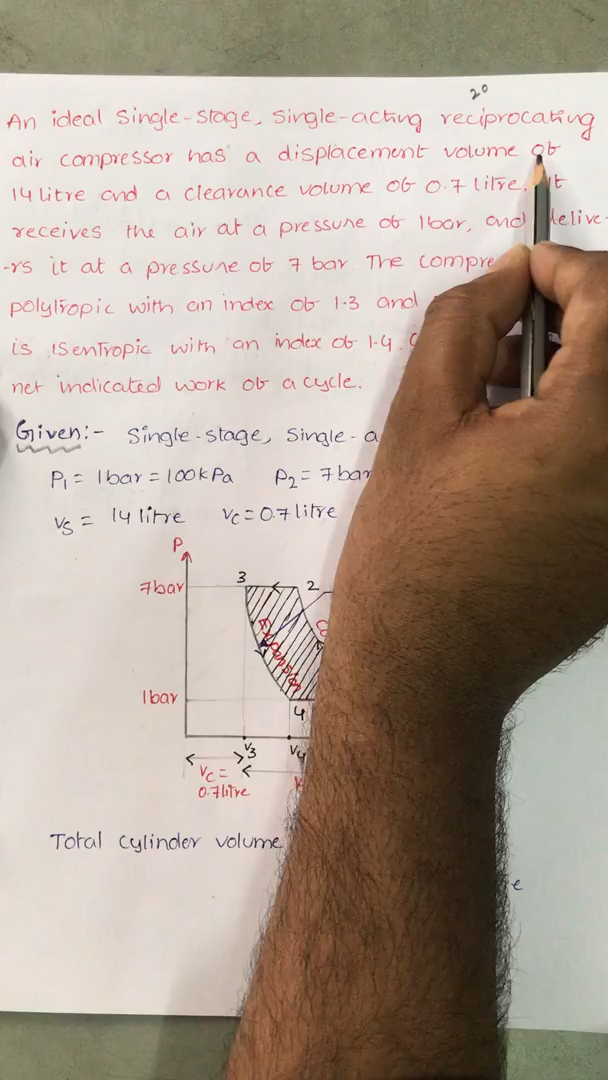 20
An ideal Single-stage, Single-acting reciprocating
air compressor has a displacement volume of
14 litre and a clearance volume of 0.7 litre. It
receives the air at a pressure of 1bar, and delive-
-rs it at a pressure of 7 bar. The compre
polytropic with an index of 1.3 and
is isentropic with an index of 1.4.
net indicated work of a cycle.
Given:- Single-stage, Single-a
P1 = 1bar = 100kPa P2 = 7bar
Vs = 14 litre Vc = 0.7 litre
P
7bar 3 2
Expansion
1bar 4
V3 V4
Vc =
0.7litre
Total cylinder volume
e